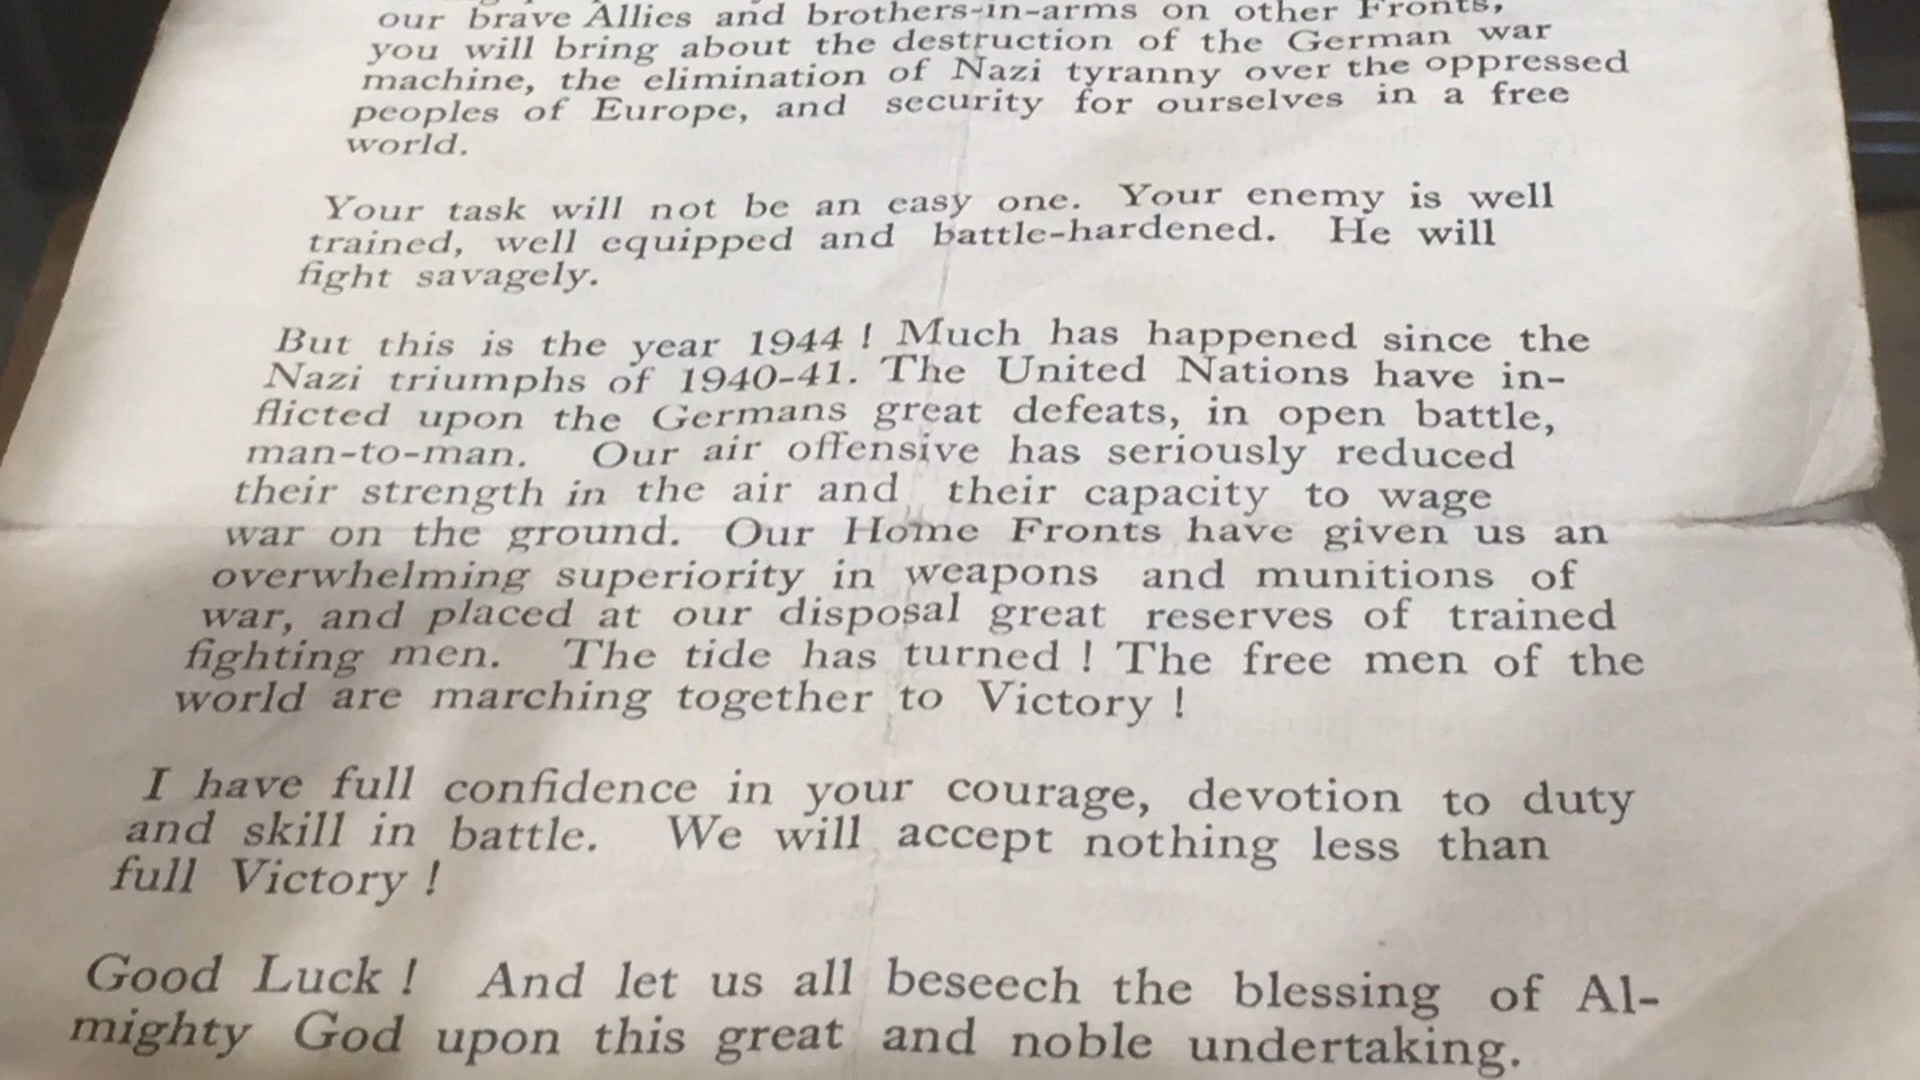 our brave Allies and brothers-in-arms on other Fronts,
you will bring about the destruction of the German war
machine, the elimination of Nazi tyranny over the oppressed
peoples of Europe, and security for ourselves in a free
world.
Your task will not be an easy one. Your enemy is well
trained, well equipped and battle-hardened. He will
fight savagely.
But this is the year 1944 ! Much has happened since the
Nazi triumphs of 1940-41. The United Nations have in-
flicted upon the Germans great defeats, in open battle,
man-to-man. Our air offensive has seriously reduced
their strength in the air and their capacity to wage
war on the ground. Our Home Fronts have given us an
overwhelming superiority in weapons and munitions of
war, and placed at our disposal great reserves of trained
fighting men. The tide has turned ! The free men of the
world are marching together to Victory !
I have full confidence in your courage, devotion to duty
and skill in battle. We will accept nothing less than
full Victory !
Good Luck ! And let us all beseech the blessing of Al-
mighty God upon this great and noble undertaking.